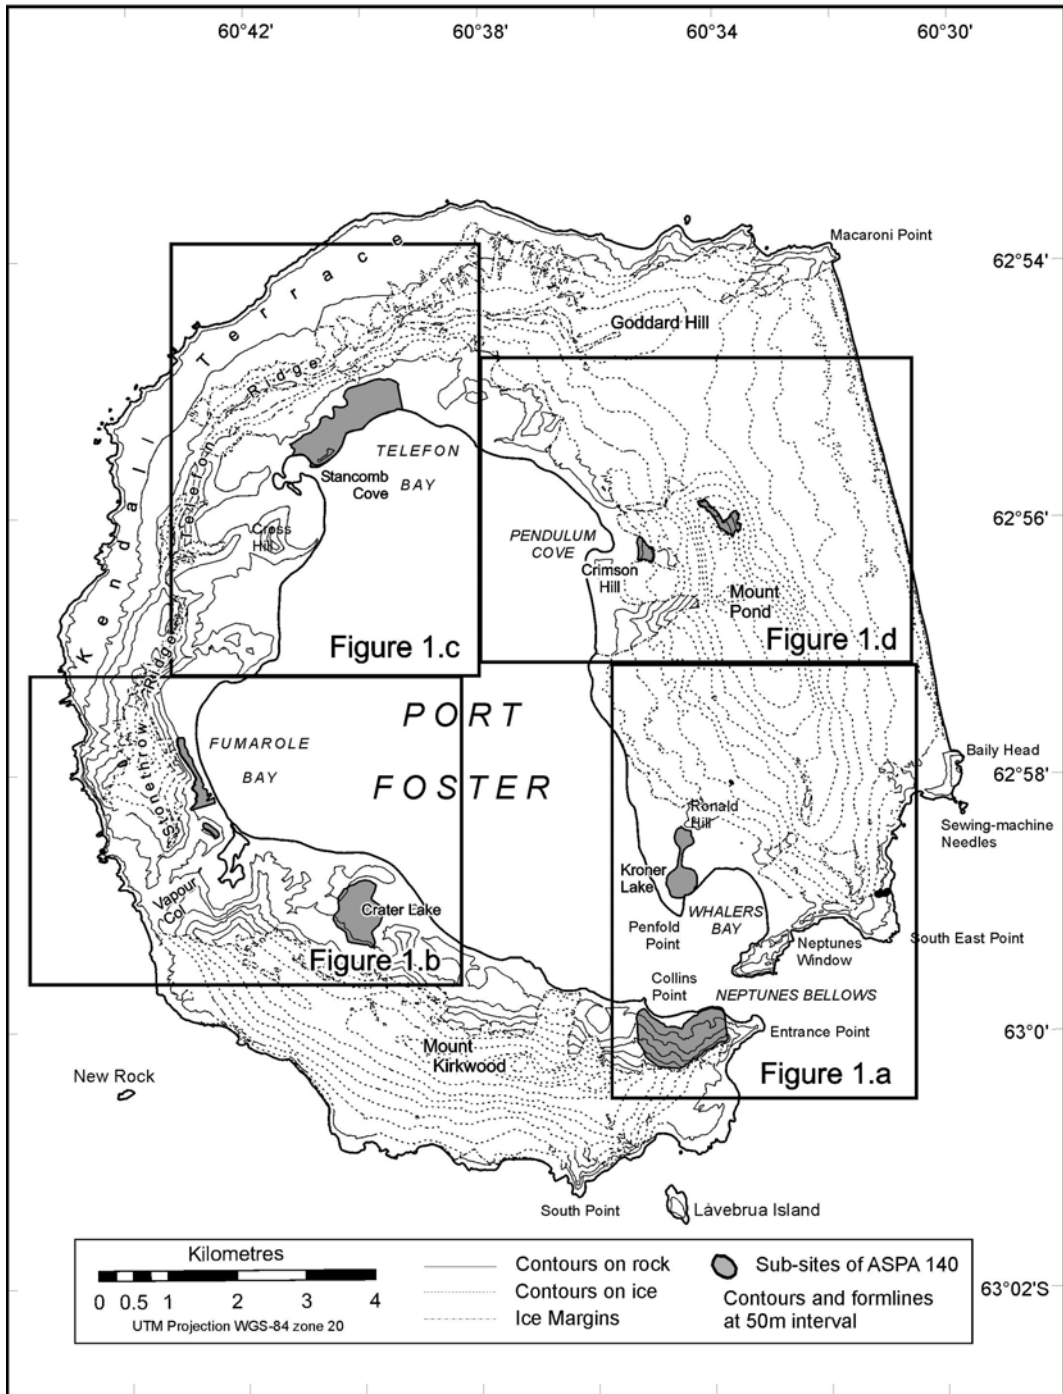 60°42' 60°38' 60°34' 60°30'
Macaroni Point
62°54'
Kendall Terrace
Goddard Hill
Telefon Ridge
TELEFON
BAY
Stancomb
Cove
62°56'
Cross
Hill
PENDULUM
COVE
Crimson
Hill
Mount
Pond
Figure 1.c
Figure 1.d
Stonethrow Ridge
PORT
FOSTER
FUMAROLE
BAY
Baily Head
62°58'
Sewing-machine
Needles
Ronald
Hill
Kroner
Lake
Vapour
Col
Crater Lake
WHALERS
BAY
Penfold
Point
South East Point
Neptunes
Window
Figure 1.b
Collins
Point
NEPTUNES BELLOWS
Entrance Point
63°0'
Mount
Kirkwood
New Rock
Figure 1.a
South Point
Låvebrua Island
Kilometres
0 0.5 1 2 3 4
UTM Projection WGS-84 zone 20
Contours on rock
Contours on ice
Ice Margins
Sub-sites of ASPA 140
Contours and formlines
at 50m interval
63°02'S